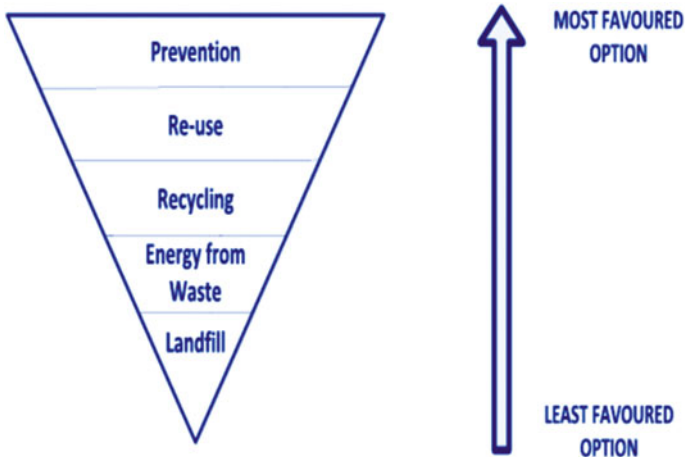 Prevention
Re-use
Recycling
Energy from
Waste
Landfill
MOST FAVOURED
OPTION
LEAST FAVOURED
OPTION